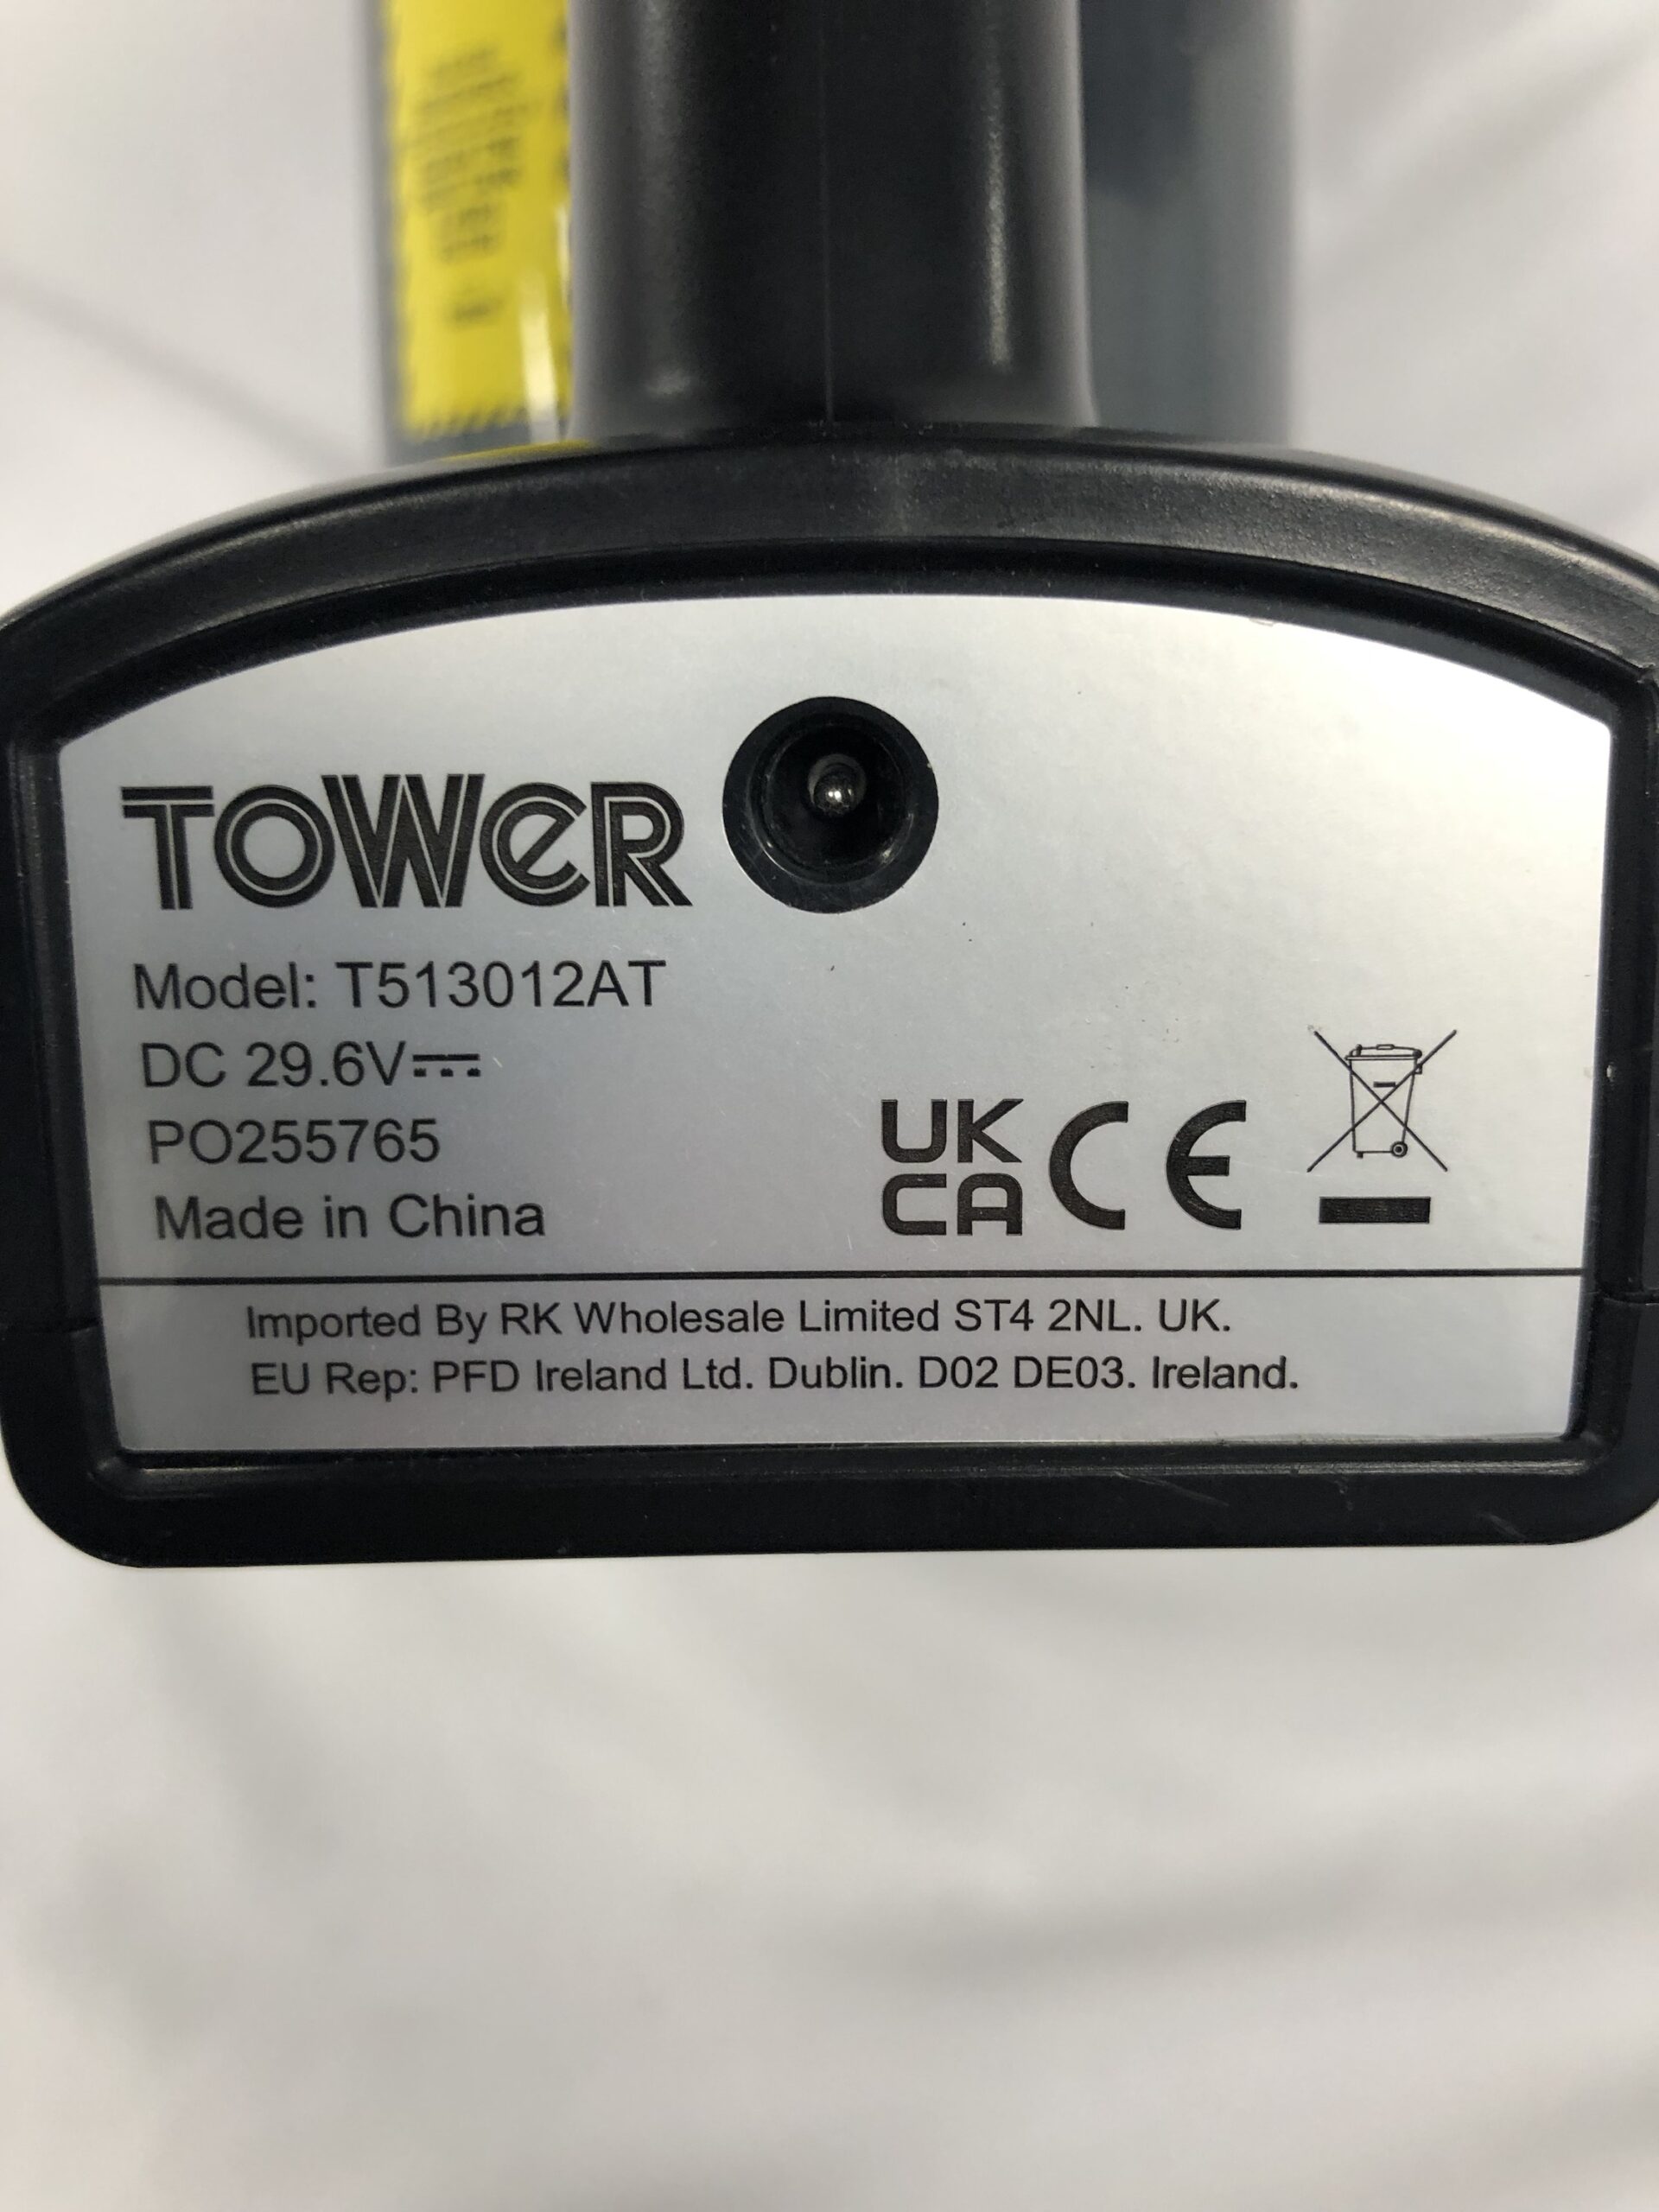 TOWER
Model: T513012AT
DC 29.6V⎓
PO255765
Made in China
UK
CA CE
Imported By RK Wholesale Limited ST4 2NL. UK.
EU Rep: PFD Ireland Ltd. Dublin. D02 DE03. Ireland.